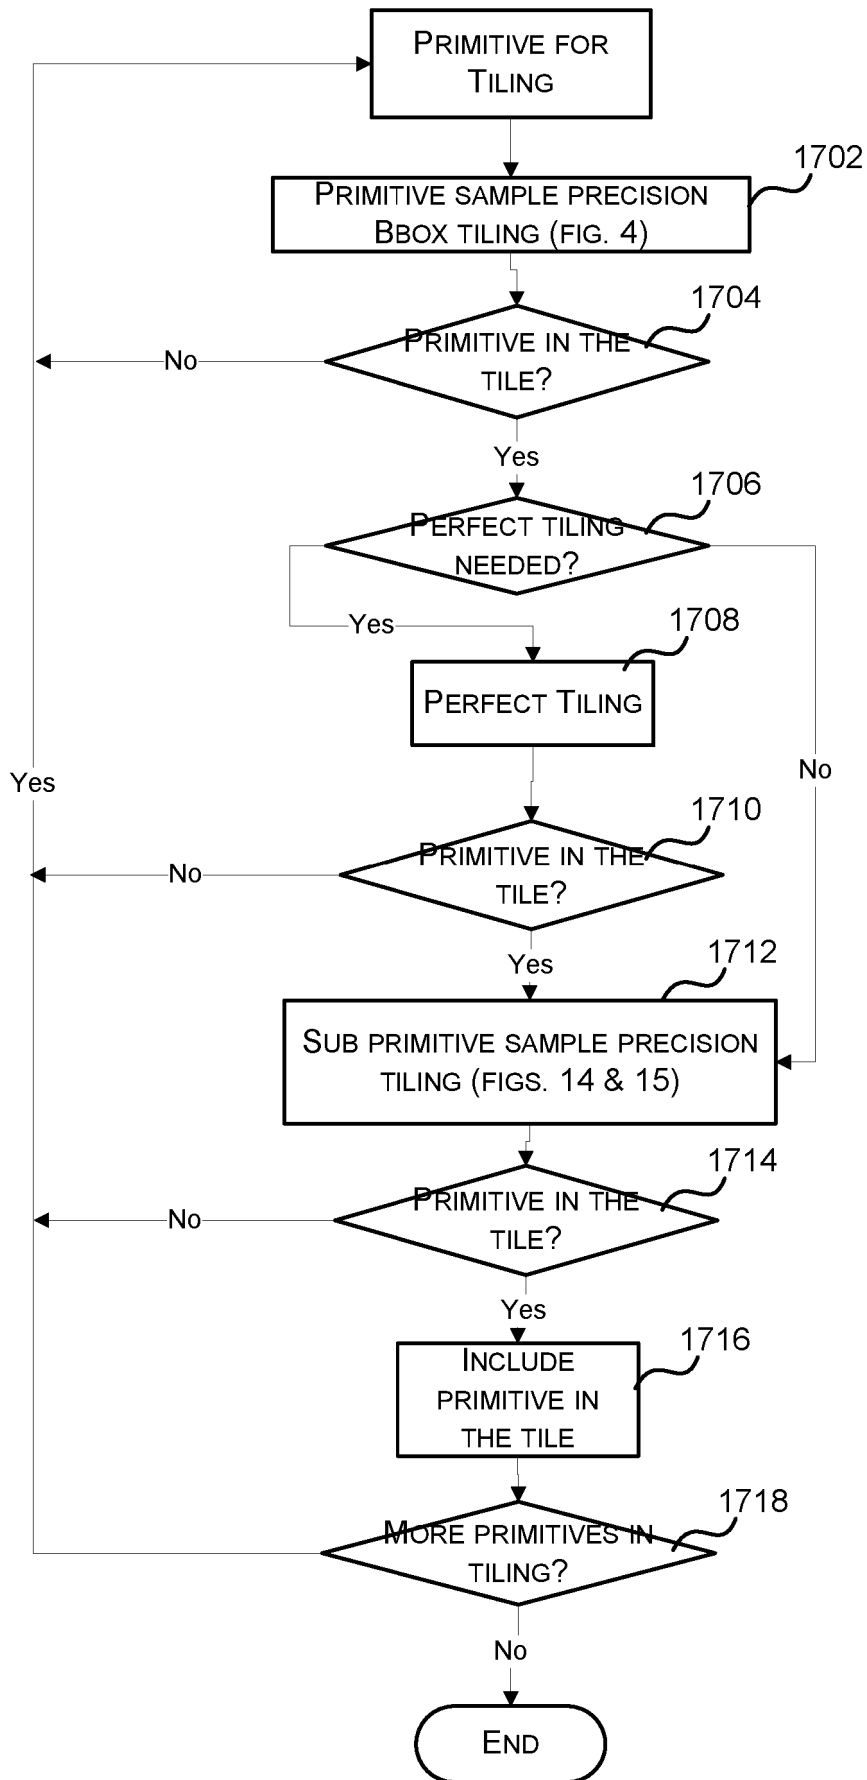 PRIMITIVE FOR
TILING
1702
PRIMITIVE SAMPLE PRECISION
BBOX TILING (FIG. 4)
1704
PRIMITIVE IN THE
TILE?
No
Yes
1706
PERFECT TILING
NEEDED?
Yes
1708
PERFECT TILING
Yes
No
1710
PRIMITIVE IN THE
TILE?
No
Yes
1712
SUB PRIMITIVE SAMPLE PRECISION
TILING (FIGS. 14 & 15)
1714
PRIMITIVE IN THE
TILE?
No
Yes
1716
INCLUDE
PRIMITIVE IN
THE TILE
1718
MORE PRIMITIVES IN
TILING?
No
END